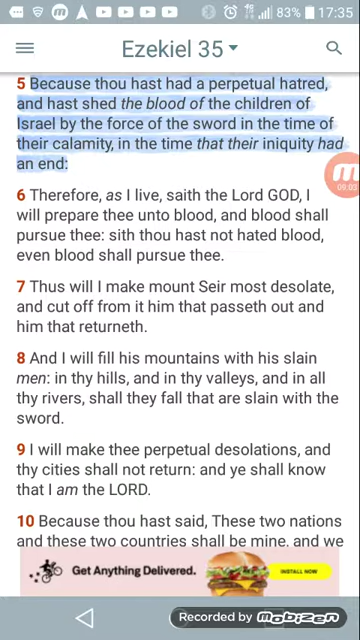 83% 17:35
Ezekiel 35
5 Because thou hast had a perpetual hatred,
and hast shed the blood of the children of
Israel by the force of the sword in the time of
their calamity, in the time that their iniquity had
an end:
09:03
6 Therefore, as I live, saith the Lord GOD, I
will prepare thee unto blood, and blood shall
pursue thee: sith thou hast not hated blood,
even blood shall pursue thee.
7 Thus will I make mount Seir most desolate,
and cut off from it him that passeth out and
him that returneth.
8 And I will fill his mountains with his slain
men: in thy hills, and in thy valleys, and in all
thy rivers, shall they fall that are slain with the
sword.
9 I will make thee perpetual desolations, and
thy cities shall not return: and ye shall know
that I am the LORD.
10 Because thou hast said, These two nations
and these two countries shall be mine, and we
Get Anything Delivered.
INSTALL NOW
Recorded by mobizen